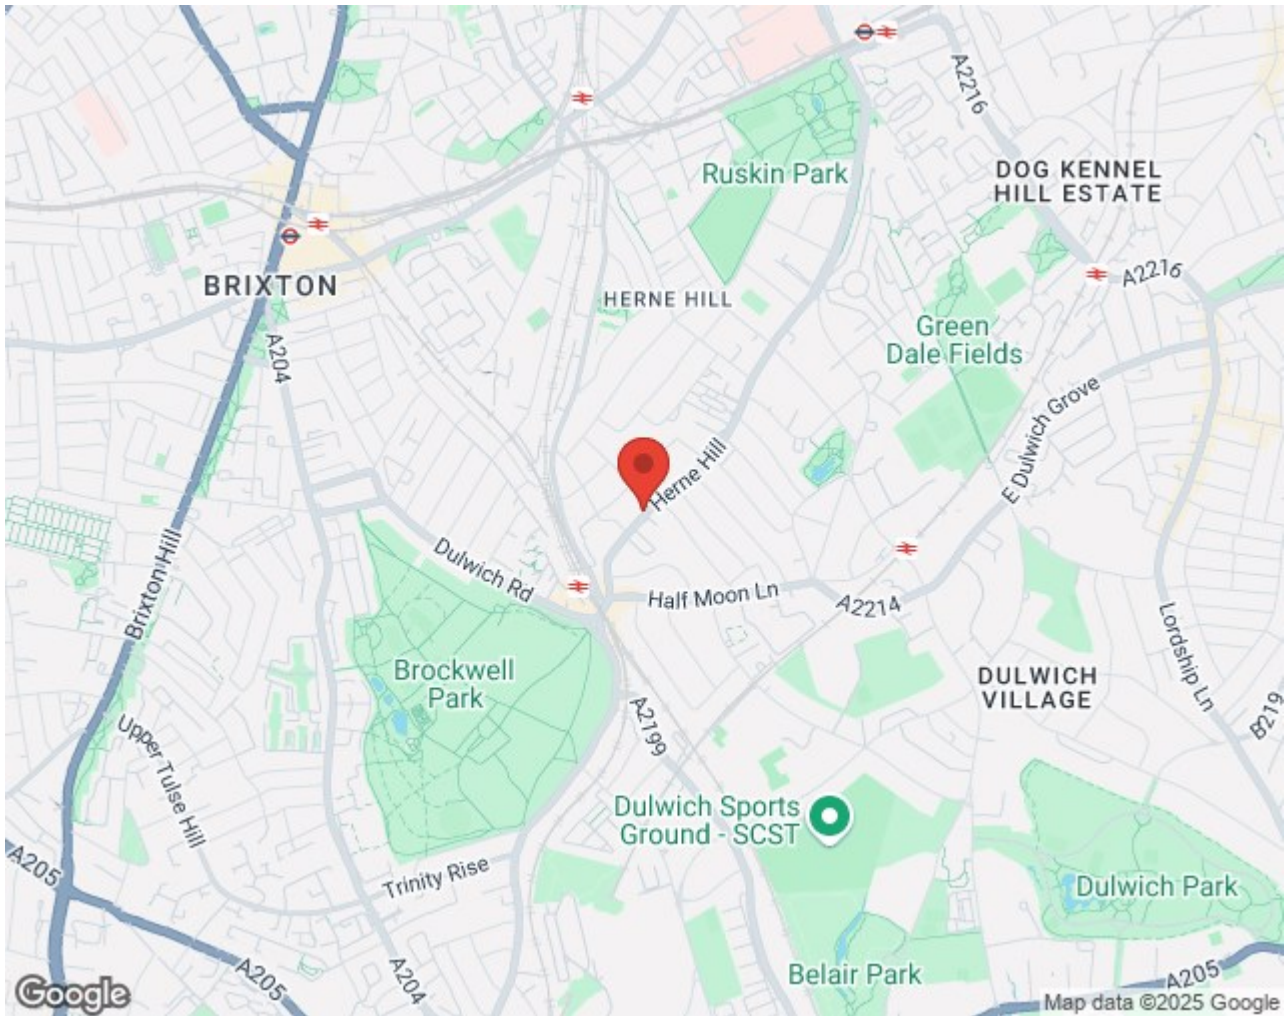 A2216
Ruskin Park
DOG KENNEL
HILL ESTATE
BRIXTON
HERNE HILL
A2216
Green
Dale Fields
A204
E Dulwich Grove
Herne Hill
Brixton Hill
Dulwich Rd
Half Moon Ln
A2214
Lordship Ln
Brockwell
Park
DULWICH
VILLAGE
B219
A2199
Upper Tulse Hill
Dulwich Sports
Ground - SCST
A205
Trinity Rise
Dulwich Park
A205
A204
Belair Park
A205
Google
Map data ©2025 Google